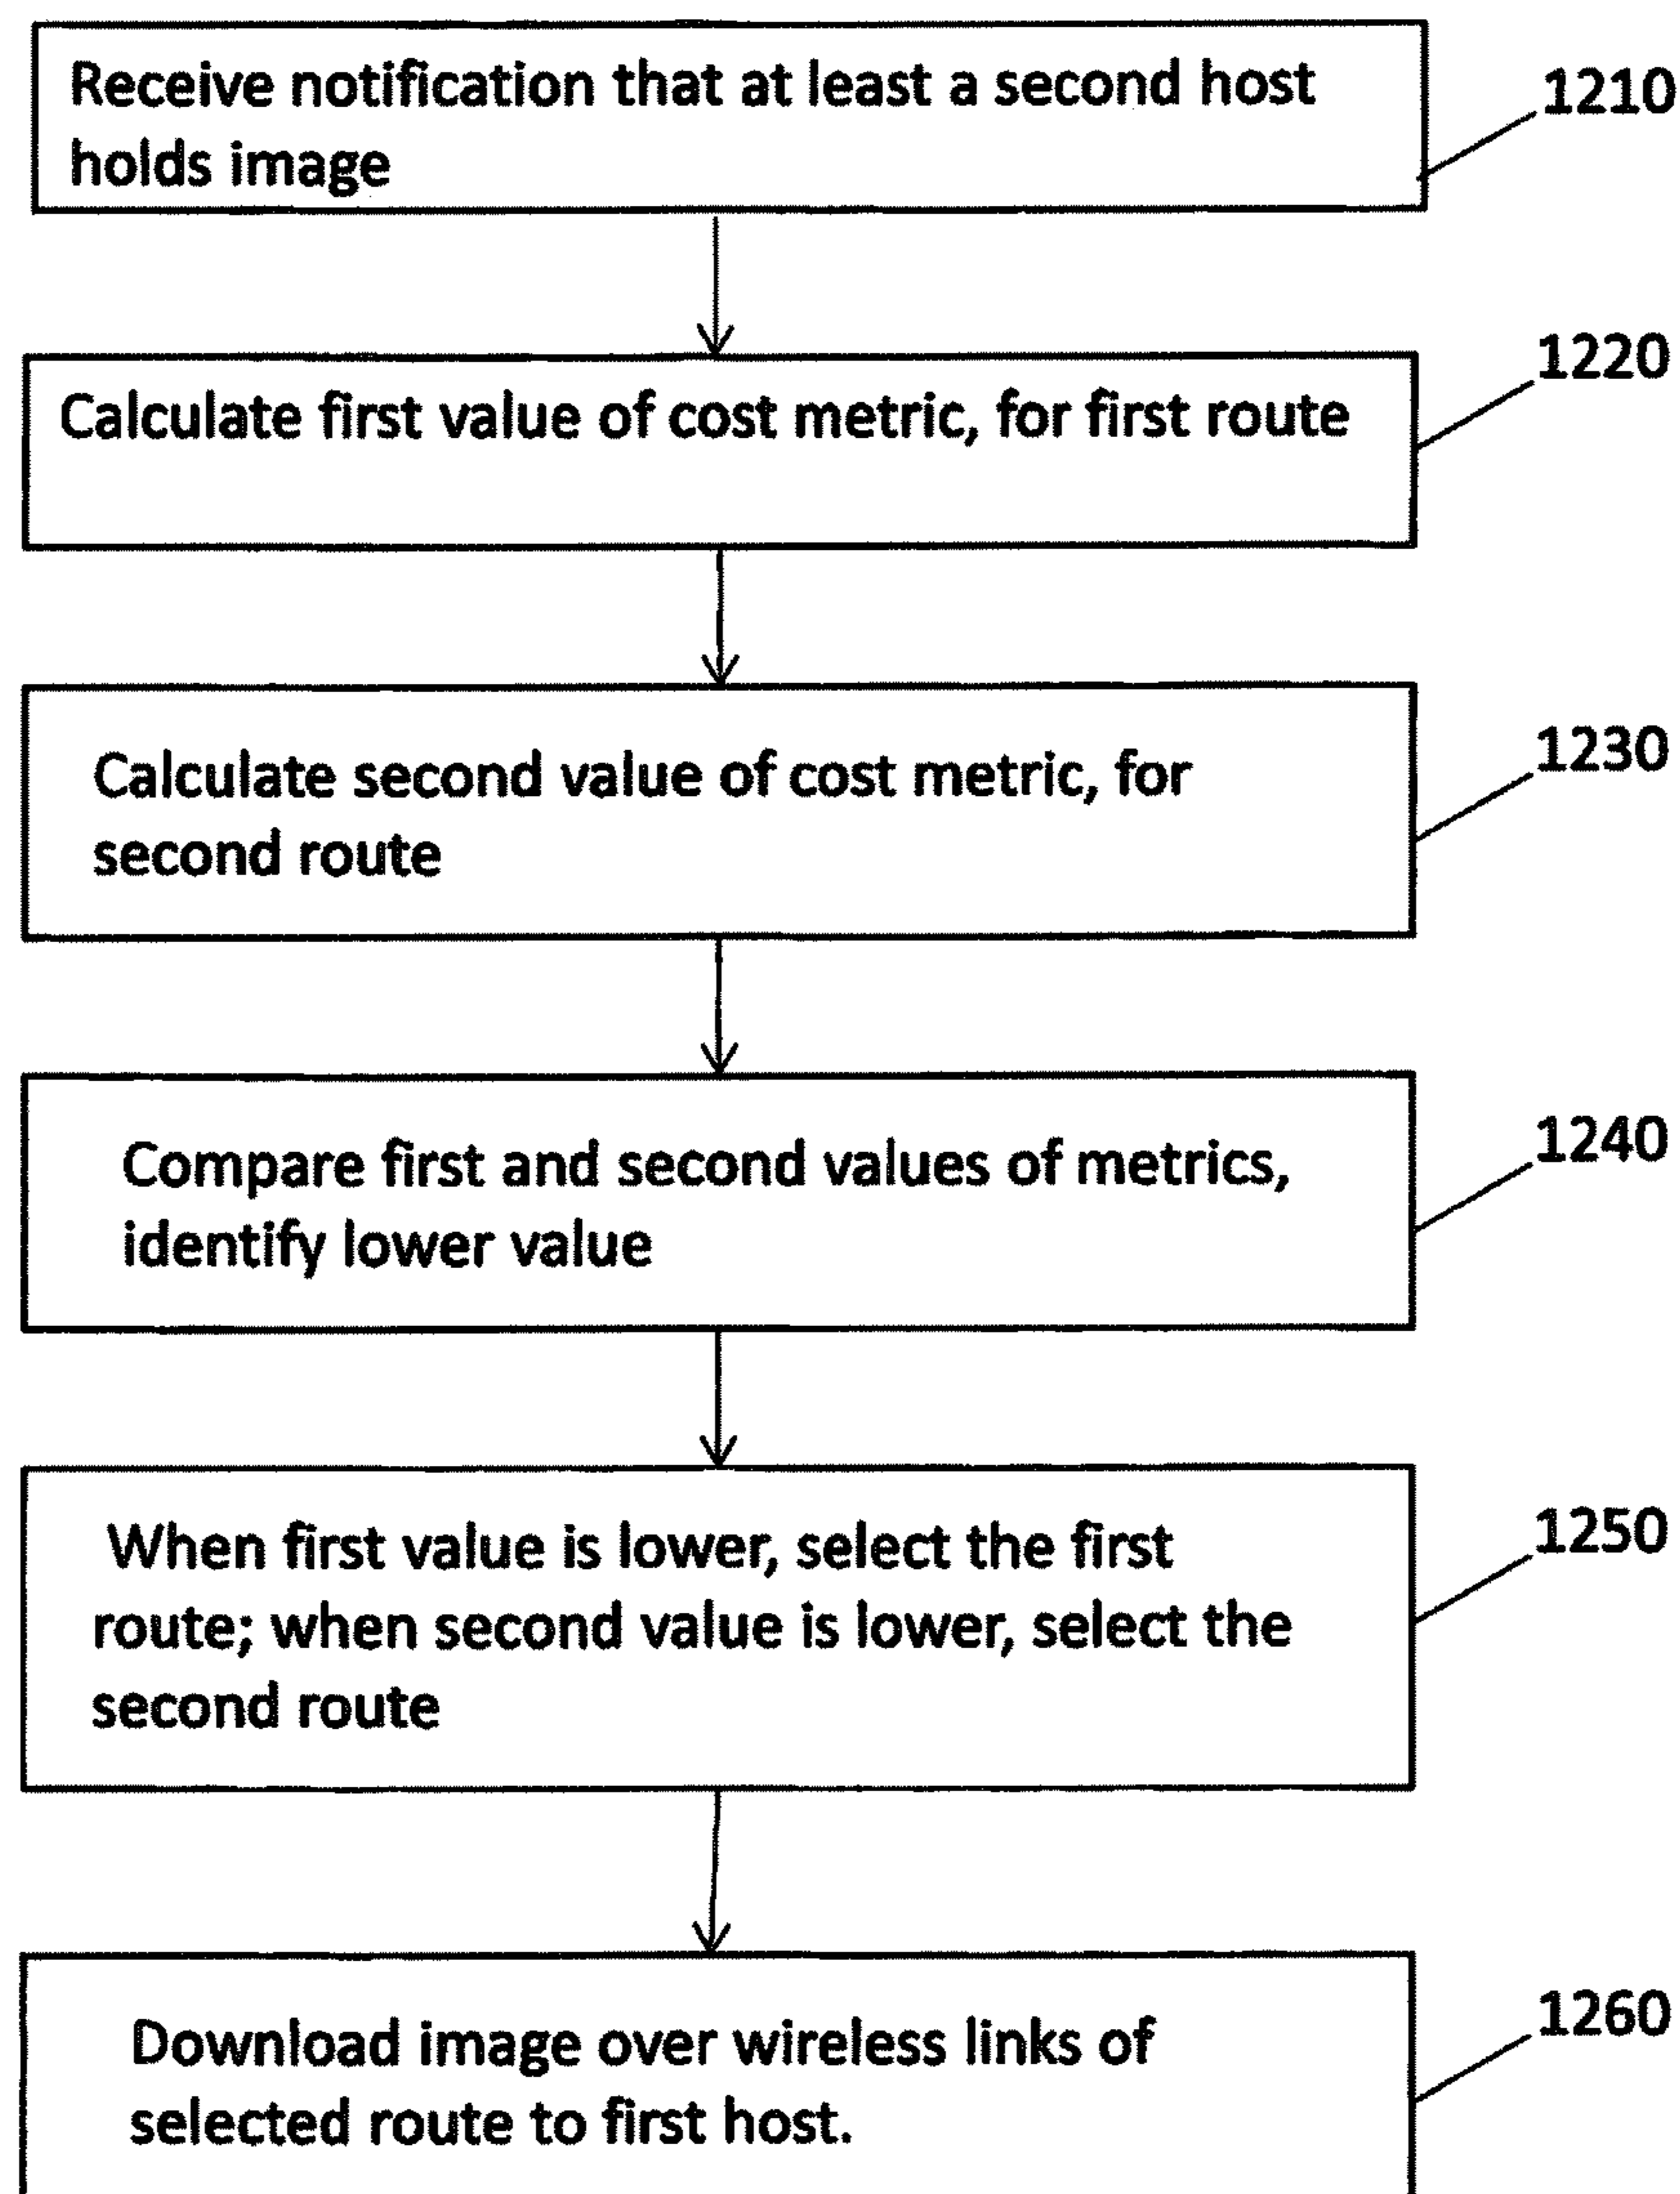 Receive notification that at least a second host
holds image
1210
Calculate first value of cost metric, for first route
1220
Calculate second value of cost metric, for
second route
1230
Compare first and second values of metrics,
identify lower value
1240
When first value is lower, select the first
route; when second value is lower, select the
second route
1250
Download image over wireless links of
selected route to first host.
1260